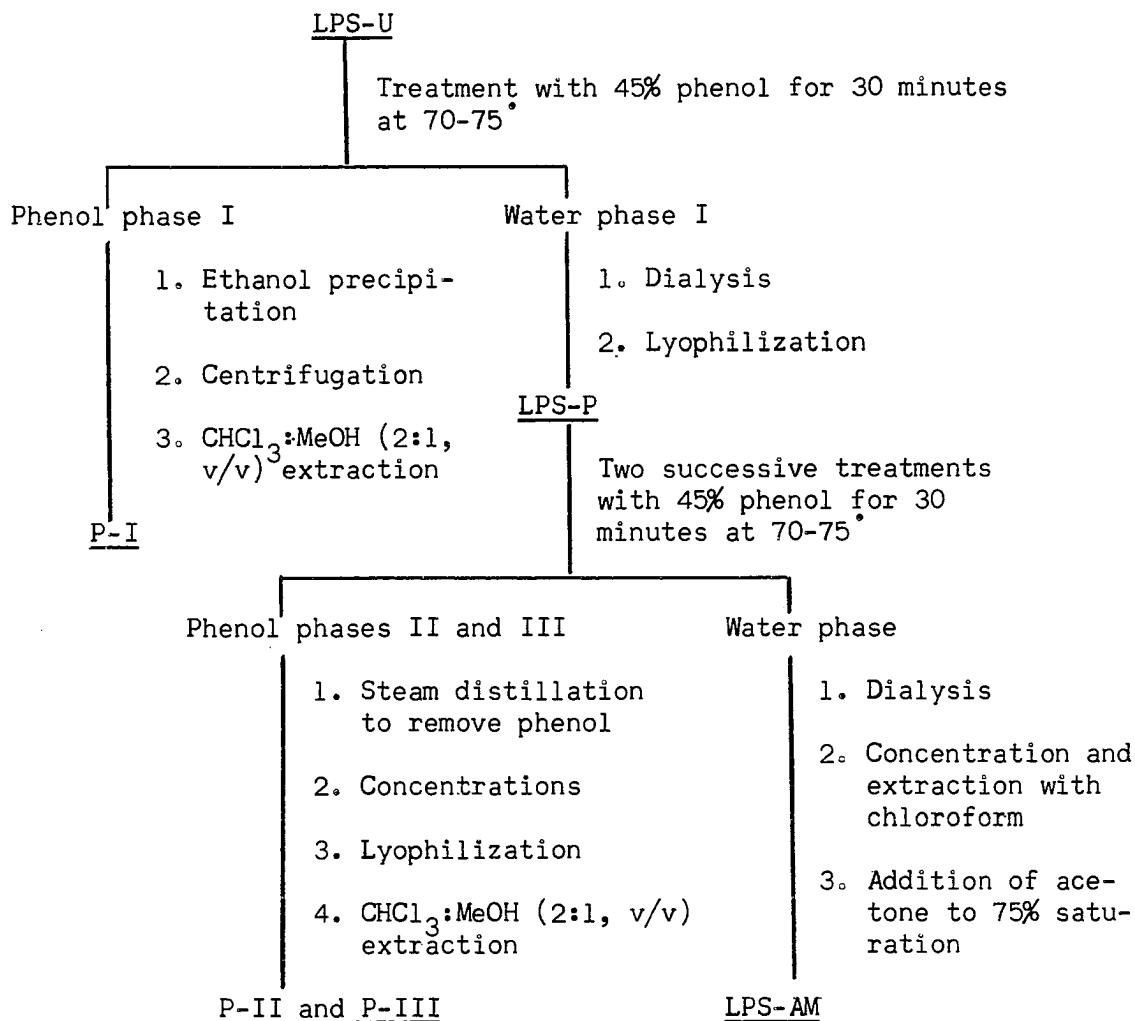 LPS-U
Treatment with 45% phenol for 30 minutes
at 70-75°
Phenol phase I
1. Ethanol precipi-
tation
2. Centrifugation
3. CHCl3:MeOH (2:1,
v/v) extraction
P-I
Water phase I
1. Dialysis
2. Lyophilization
LPS-P
Two successive treatments
with 45% phenol for 30
minutes at 70-75°
Phenol phases II and III
1. Steam distillation
to remove phenol
2. Concentrations
3. Lyophilization
4. CHCl3:MeOH (2:1, v/v)
extraction
P-II and P-III
Water phase
1. Dialysis
2. Concentration and
extraction with
chloroform
3. Addition of ace-
tone to 75% satu-
ration
LPS-AM